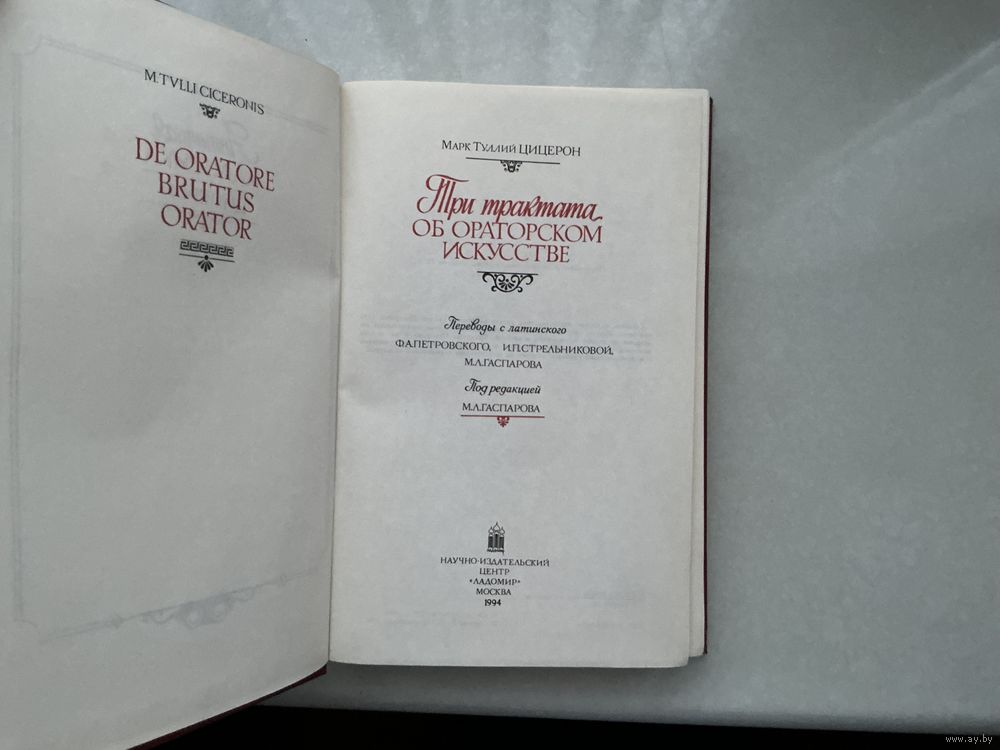 M. TVLLI CICERONIS
DE ORATORE
BRUTUS
ORATOR
Марк Туллий ЦИЦЕРОН
Три трактата
ОБ ОРАТОРСКОМ
ИСКУССТВЕ
Переводы с латинского
Ф.А.ПЕТРОВСКОГО, И.П.СТРЕЛЬНИКОВОЙ,
М.Л.ГАСПАРОВА
Под редакцией
М.Л.ГАСПАРОВА
НАУЧНО-ИЗДАТЕЛЬСКИЙ
ЦЕНТР
«ЛАДОМИР»
МОСКВА
1994
www.ay.by